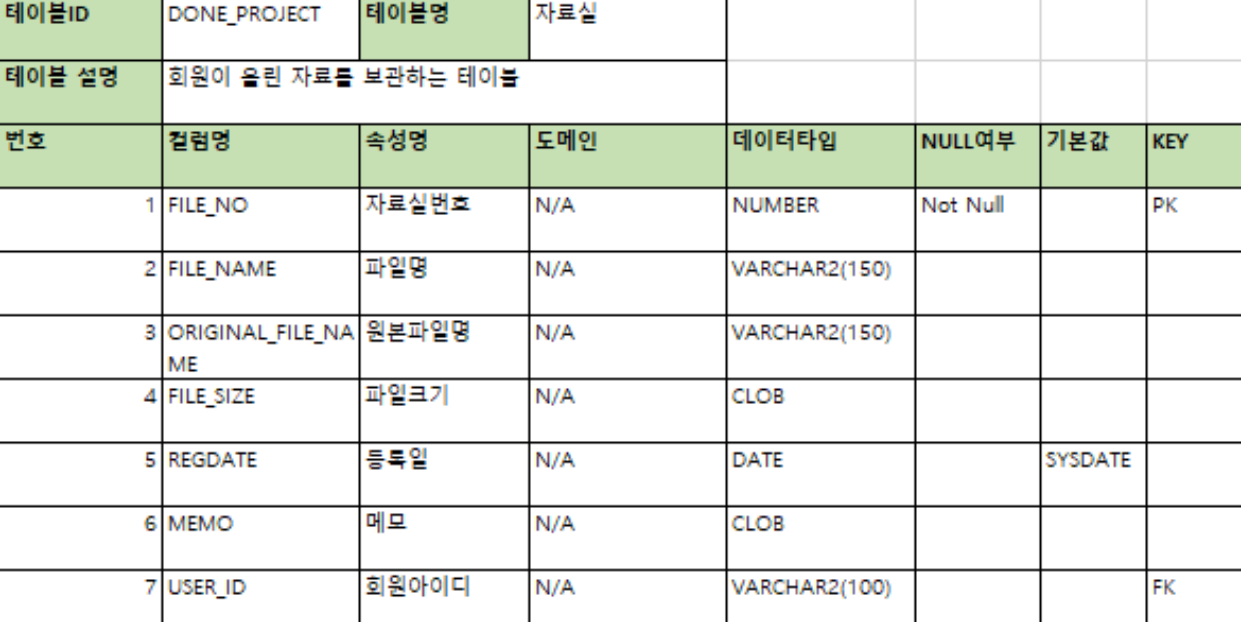 테이블ID DONE_PROJECT 테이블명 자료실
테이블 설명 회원이 올린 자료를 보관하는 테이블
번호 컬럼명 속성명 도메인 데이터타입 NULL여부 기본값 KEY
1 FILE_NO 자료실번호 N/A NUMBER Not Null PK
2 FILE_NAME 파일명 N/A VARCHAR2(150)
3 ORIGINAL_FILE_NA 원본파일명 N/A VARCHAR2(150)
ME
4 FILE_SIZE 파일크기 N/A CLOB
5 REGDATE 등록일 N/A DATE SYSDATE
6 MEMO 메모 N/A CLOB
7 USER_ID 회원아이디 N/A VARCHAR2(100) FK